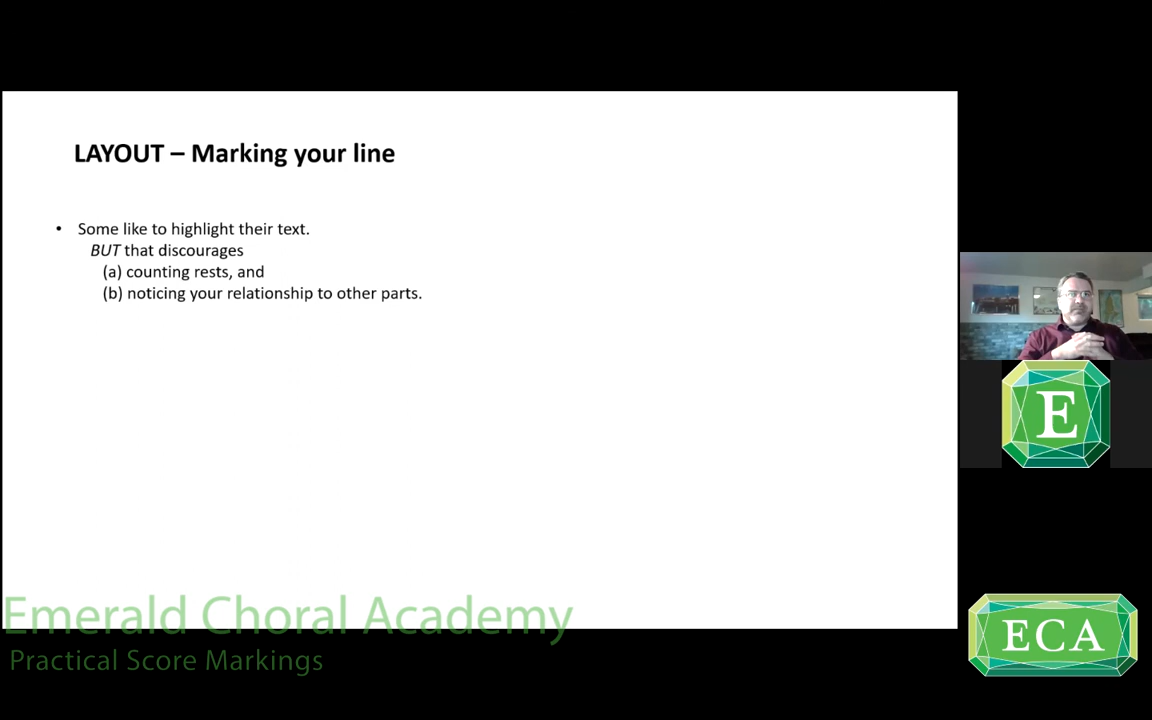 LAYOUT – Marking your line
• Some like to highlight their text.
BUT that discourages
(a) counting rests, and
(b) noticing your relationship to other parts.
E
Emerald Choral Academy
Practical Score Markings
ECA